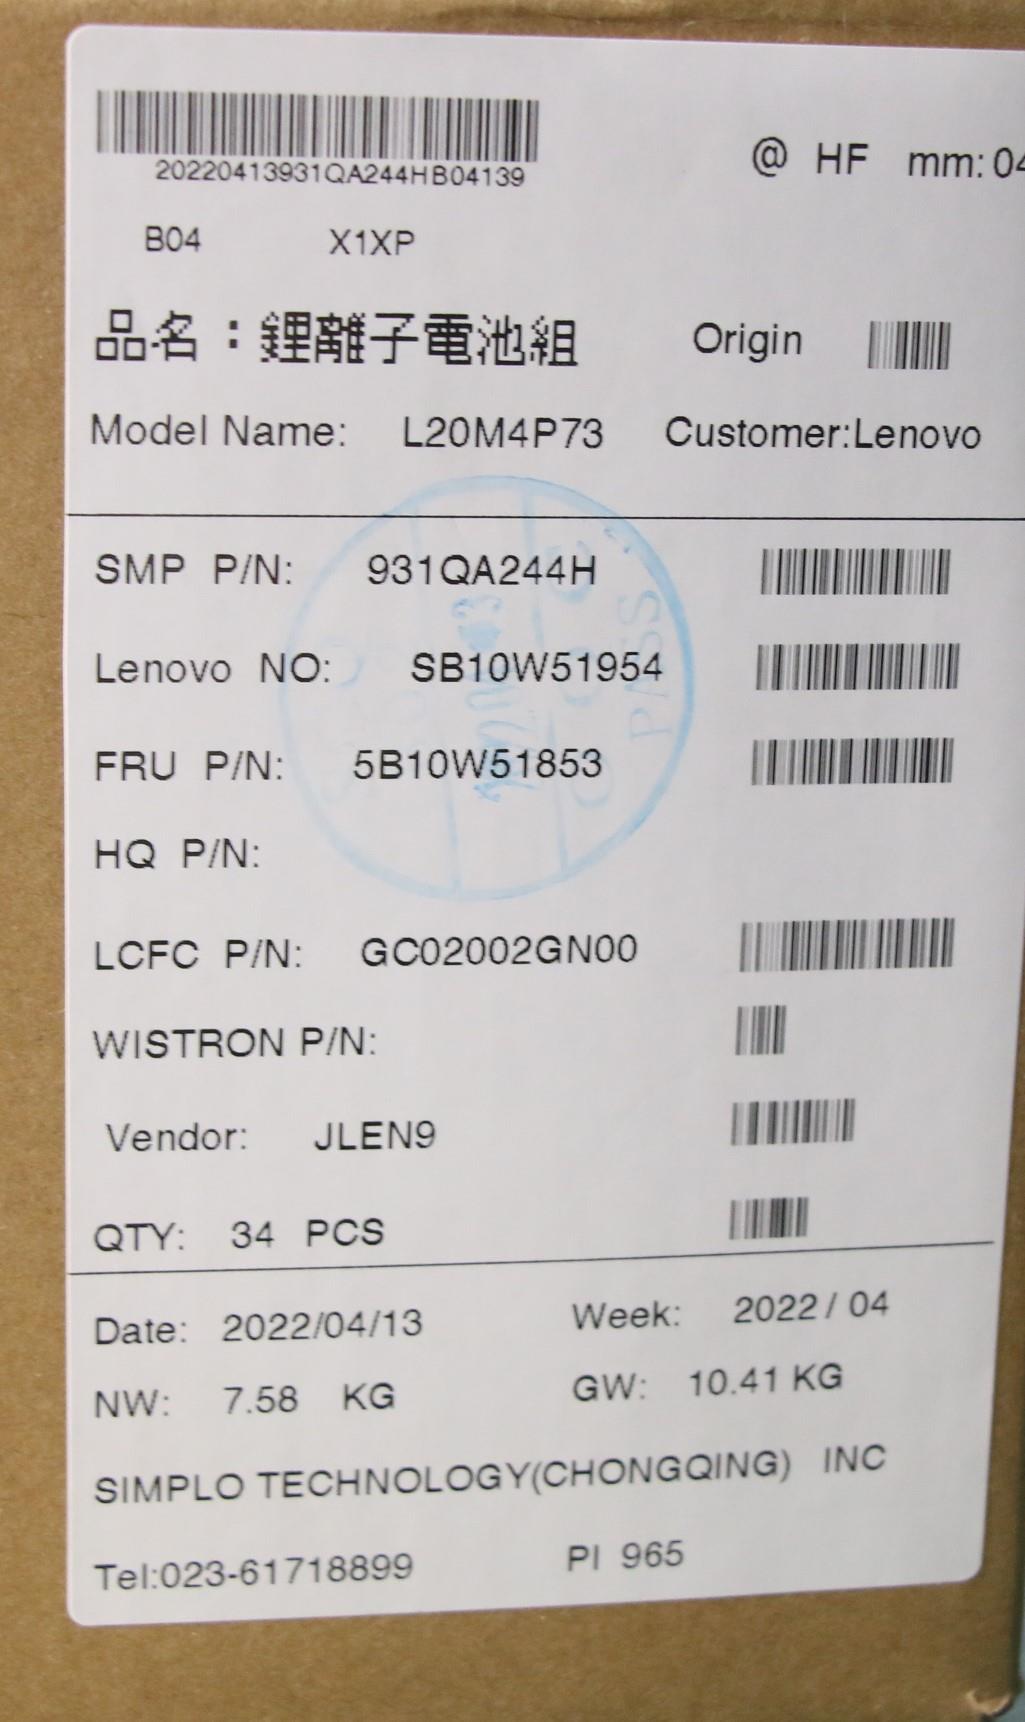 20220413931QA244HB04139
@ HF mm: 04
B04 X1XP
品名：鋰離子電池組 Origin
Model Name: L20M4P73 Customer:Lenovo
SMP P/N: 931QA244H
Lenovo NO: SB10W51954
FRU P/N: 5B10W51853
HQ P/N:
LCFC P/N: GC02002GN00
WISTRON P/N:
Vendor: JLEN9
QTY: 34 PCS
PASS
Date: 2022/04/13 Week: 2022 / 04
NW: 7.58 KG GW: 10.41 KG
SIMPLO TECHNOLOGY(CHONGQING) INC
Tel:023-61718899 PI 965